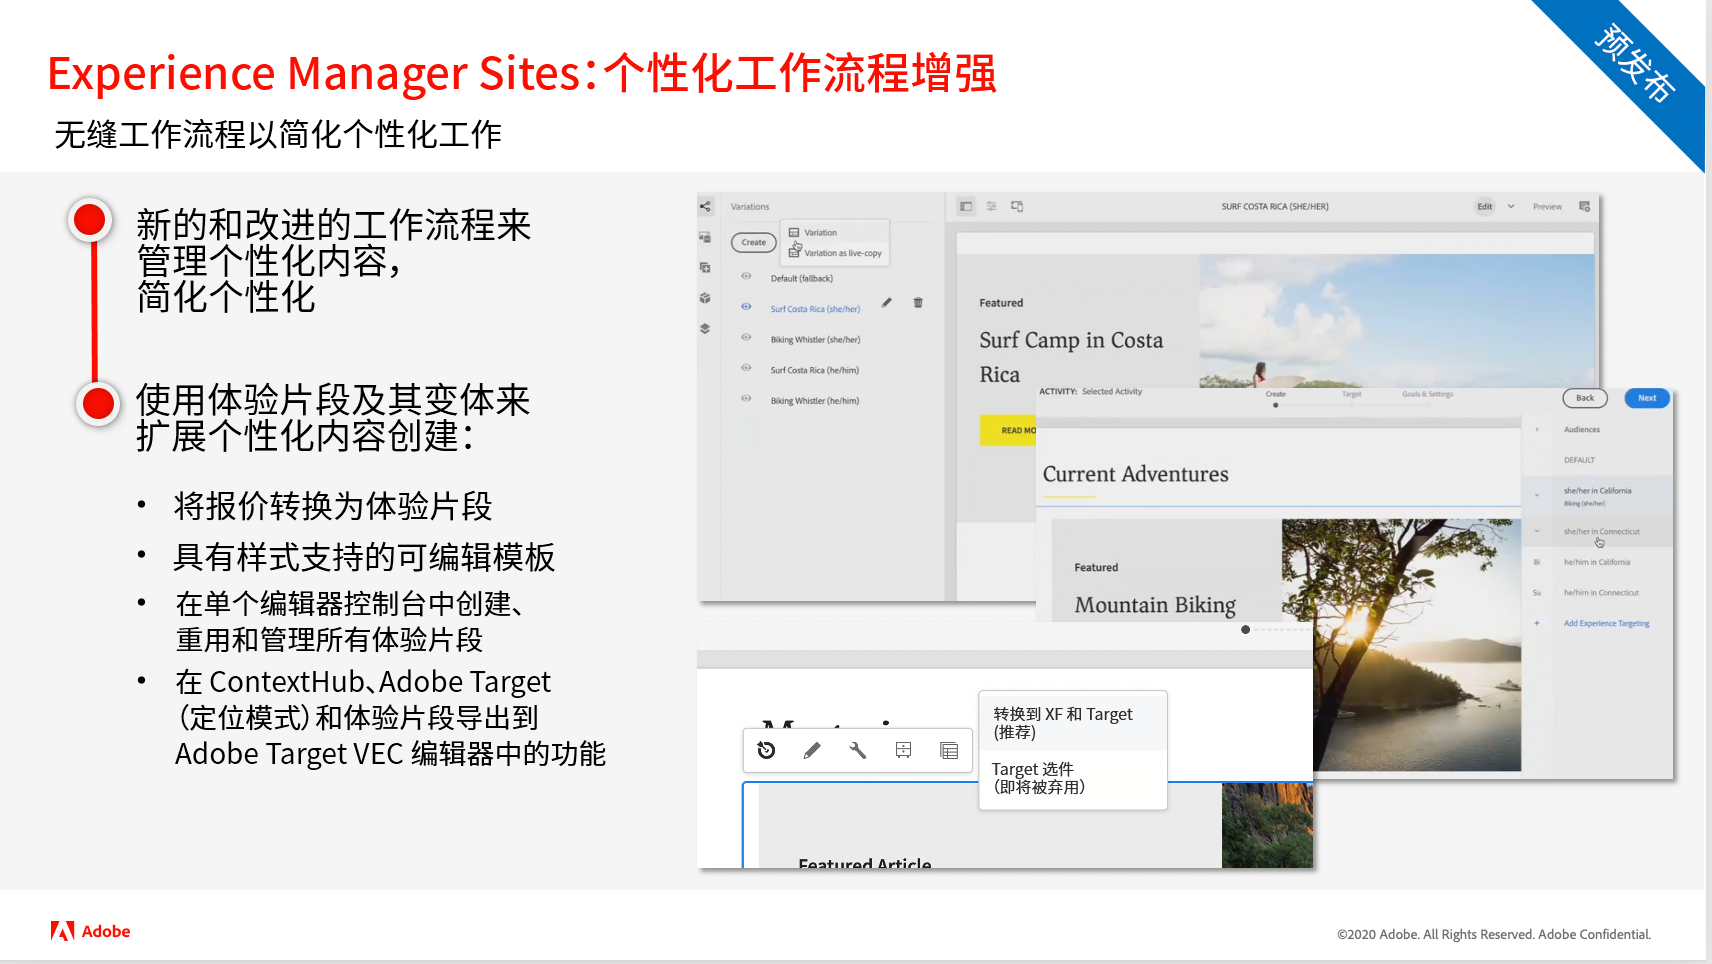 Experience Manager Sites：个性化工作流程增强
预发布
无缝工作流程以简化个性化工作
新的和改进的工作流程来
管理个性化内容，
简化个性化
使用体验片段及其变体来
扩展个性化内容创建：
• 将报价转换为体验片段
• 具有样式支持的可编辑模板
• 在单个编辑器控制台中创建、
重用和管理所有体验片段
• 在 ContextHub、Adobe Target
（定位模式）和体验片段导出到
Adobe Target VEC 编辑器中的功能
Variations
Create
Variation
Variation as live-copy
Default (fallback)
Surf Costa Rica (she/her)
Biking Whistler (she/her)
Surf Costa Rica (he/him)
Biking Whistler (he/him)
SURF COSTA RICA (SHE/HER)
Edit
Preview
Featured
Surf Camp in Costa
Rica
READ MO
ACTIVITY: Selected Activity
Create
Target
Goals & Settings
Back
Next
Current Adventures
Featured
Mountain Biking
Audiences
DEFAULT
she/her in California
Biking (she/her)
she/her in Connecticut
Bi
he/him in California
Su
he/him in Connecticut
+ Add Experience Targeting
转换到 XF 和 Target
(推荐)
Target 选件
（即将被弃用）
Featured Article
Adobe
©2020 Adobe. All Rights Reserved. Adobe Confidential.